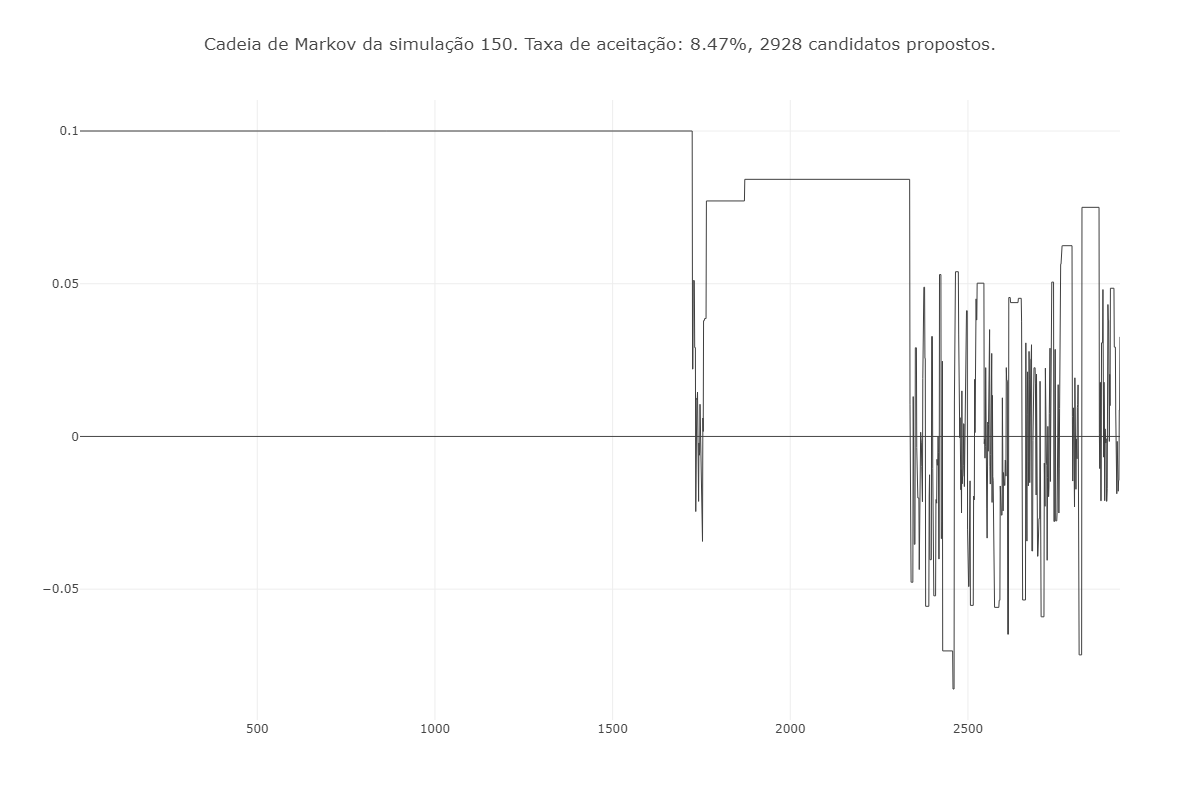 Cadeia de Markov da simulação 150. Taxa de aceitação: 8.47%, 2928 candidatos propostos.
0.1
0.05
0
−0.05
500 1000 1500 2000 2500